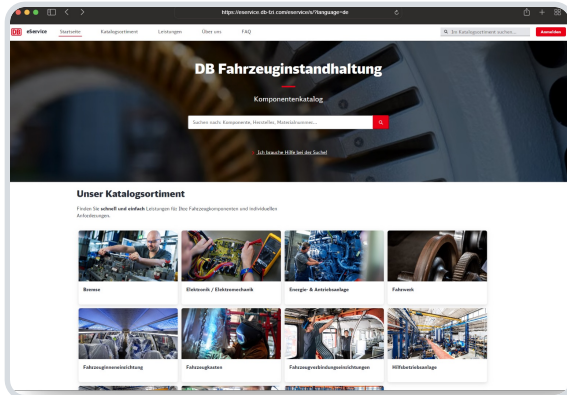 https://eservice.db-fzi.com/eservice/s/?language=de
DB eService Startseite Katalogsortiment Leistungen Über uns FAQ Im Katalogsortiment suchen... Anmelden
DB Fahrzeuginstandhaltung
Komponentenkatalog
Suchen nach: Komponente, Hersteller, Materialnummer...
Ich brauche Hilfe bei der Suche!
Unser Katalogsortiment
Finden Sie schnell und einfach Leistungen für Ihre Fahrzeugkomponenten und individuellen
Anforderungen.
Bremse Elektronik / Elektromechanik Energie- & Antriebsanlage Fahrwerk
Fahrzeuginneneinrichtung Fahrzeugkasten Fahrzeugverbindungseinrichtungen Hilfsbetriebeanlage